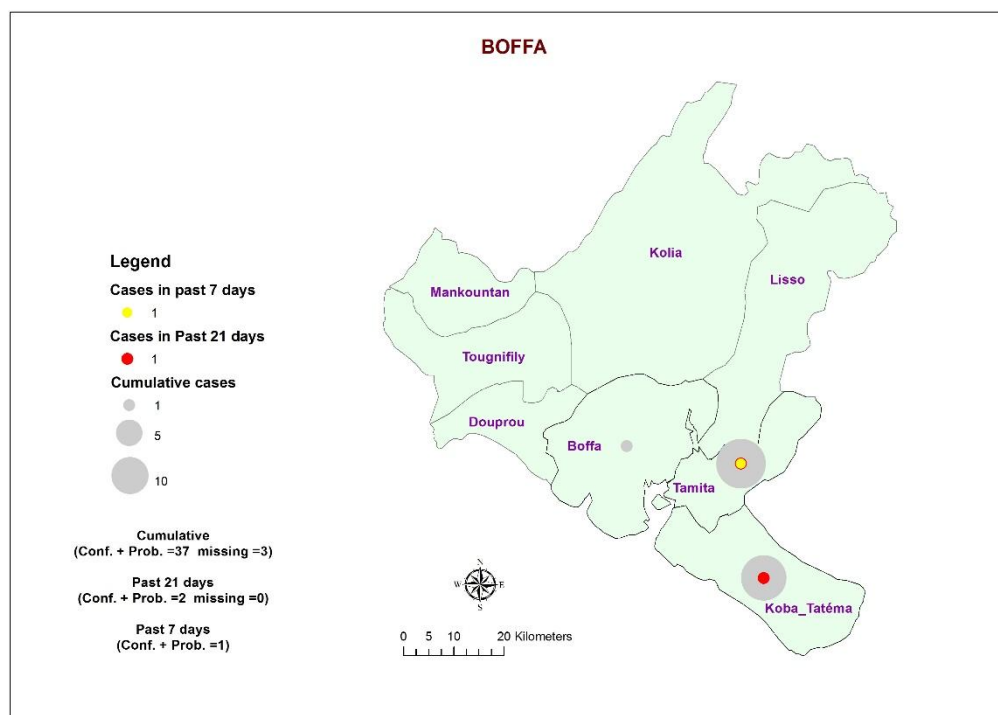 BOFFA
Kolia
Lisso
Mankountan
Tougnifily
Douprou
Boffa
Tamita
Koba_Tatéma
Legend
Cases in past 7 days
1
Cases in Past 21 days
1
Cumulative cases
1
5
10
Cumulative
(Conf. + Prob. =37 missing =3)
Past 21 days
(Conf. + Prob. =2 missing =0)
Past 7 days
(Conf. + Prob. =1)
N
W E
S
0 5 10 20 Kilometers